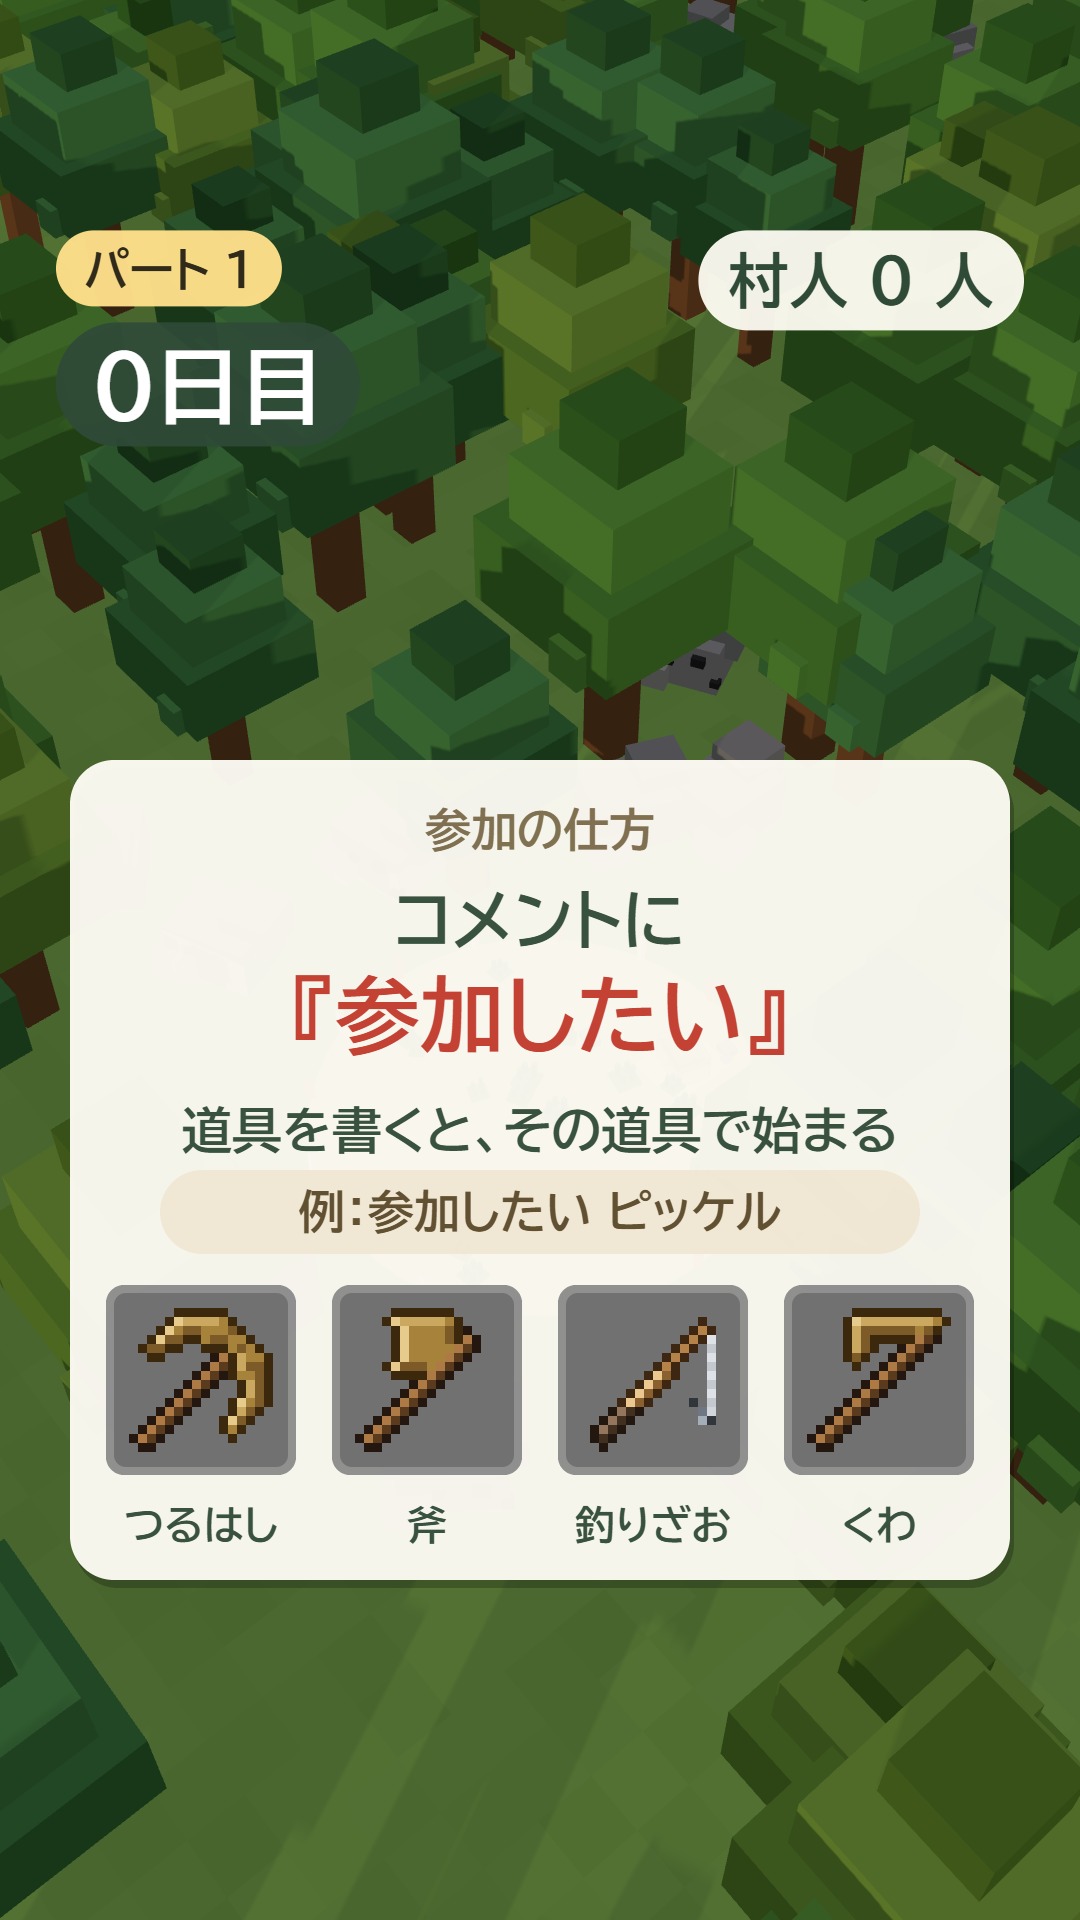 パート 1
村人 0 人
0日目
参加の仕方
コメントに
『参加したい』
道具を書くと、その道具で始まる
例：参加したい ピッケル
つるはし
斧
釣りざお
くわ